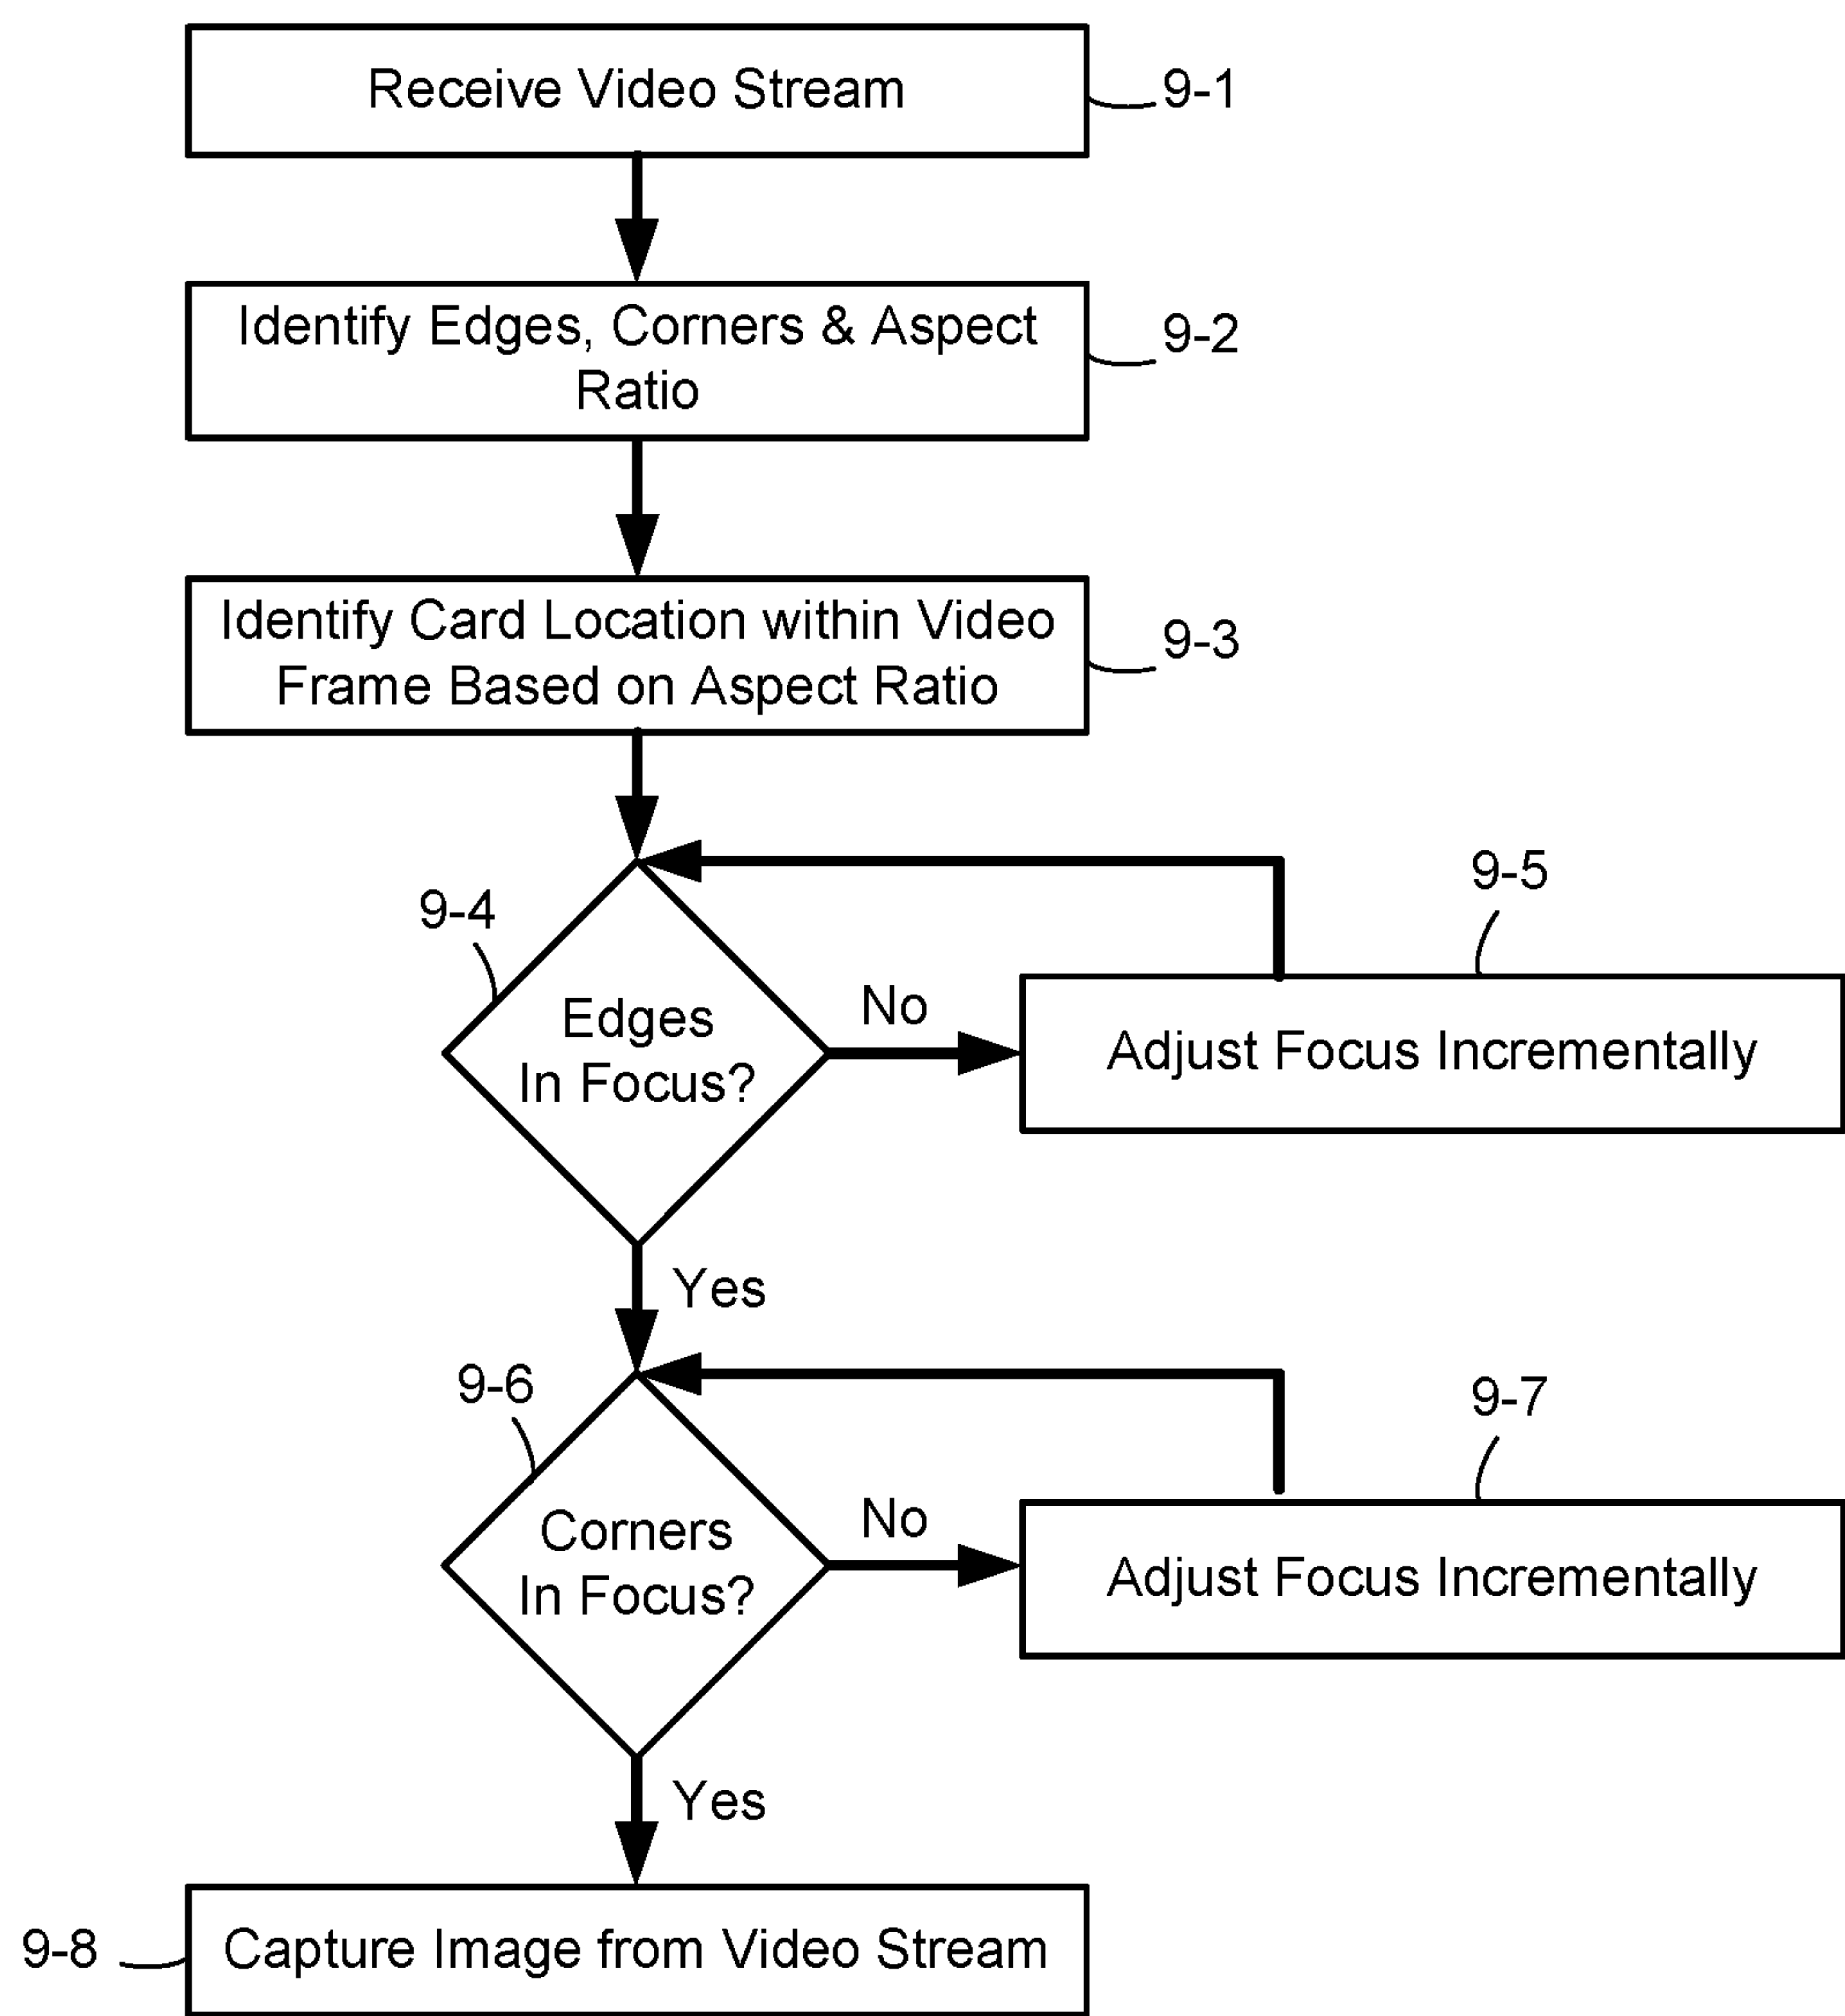 Receive Video Stream
9-1
Identify Edges, Corners & Aspect
Ratio
9-2
Identify Card Location within Video
Frame Based on Aspect Ratio
9-3
9-4
Edges
In Focus?
No
9-5
Adjust Focus Incrementally
Yes
9-6
Corners
In Focus?
No
9-7
Adjust Focus Incrementally
Yes
9-8
Capture Image from Video Stream